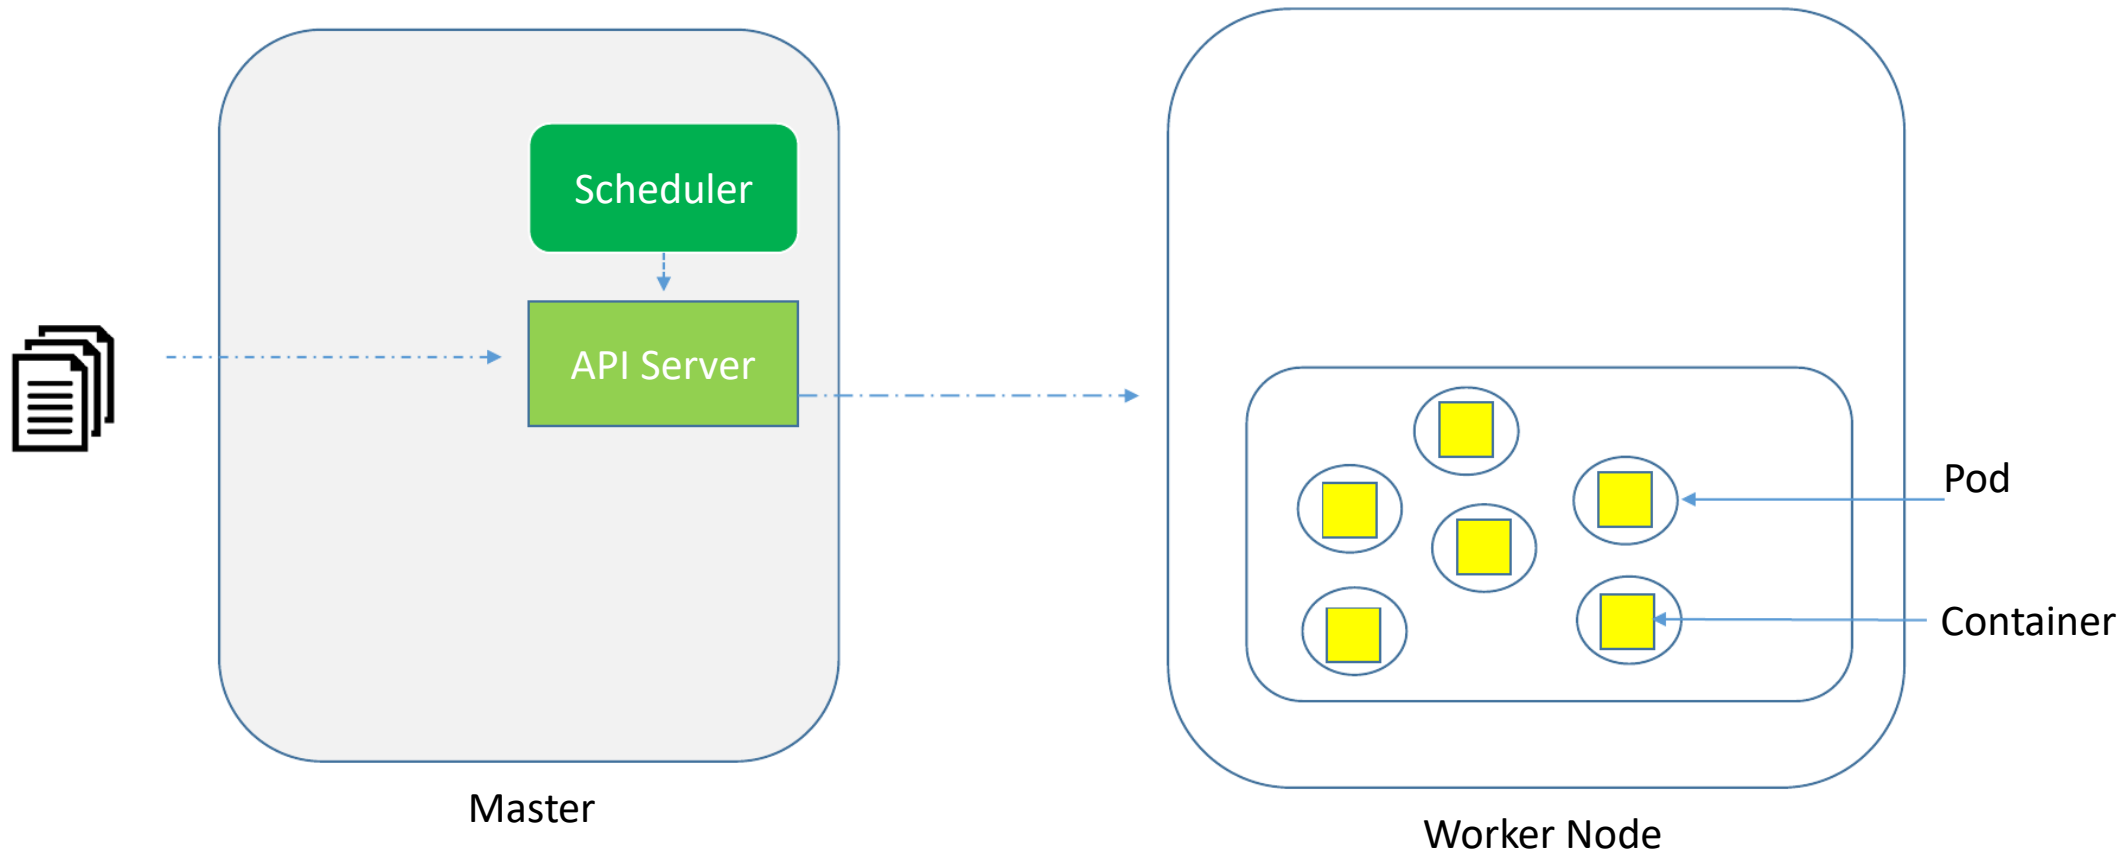 Scheduler
API Server
Pod
Container
Master
Worker Node